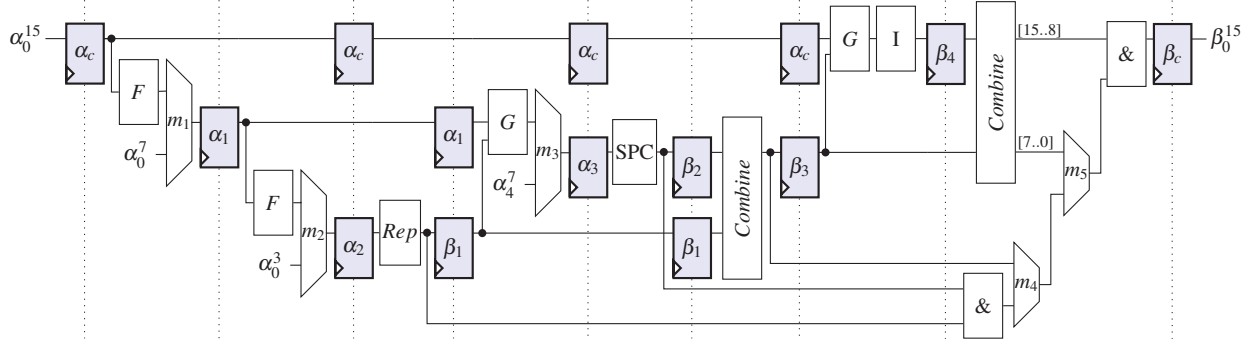 α_0^15 α_c α_c α_c α_c G I β_4 Combine [15..8] & β_c β_0^15
F m_1 α_1 α_1 G m_3 α_3 SPC β_2 Combine β_3 [7..0] m_5
α_0^7 α_4^7
F m_2 α_2 Rep β_1 β_1
α_0^3 m_4
&